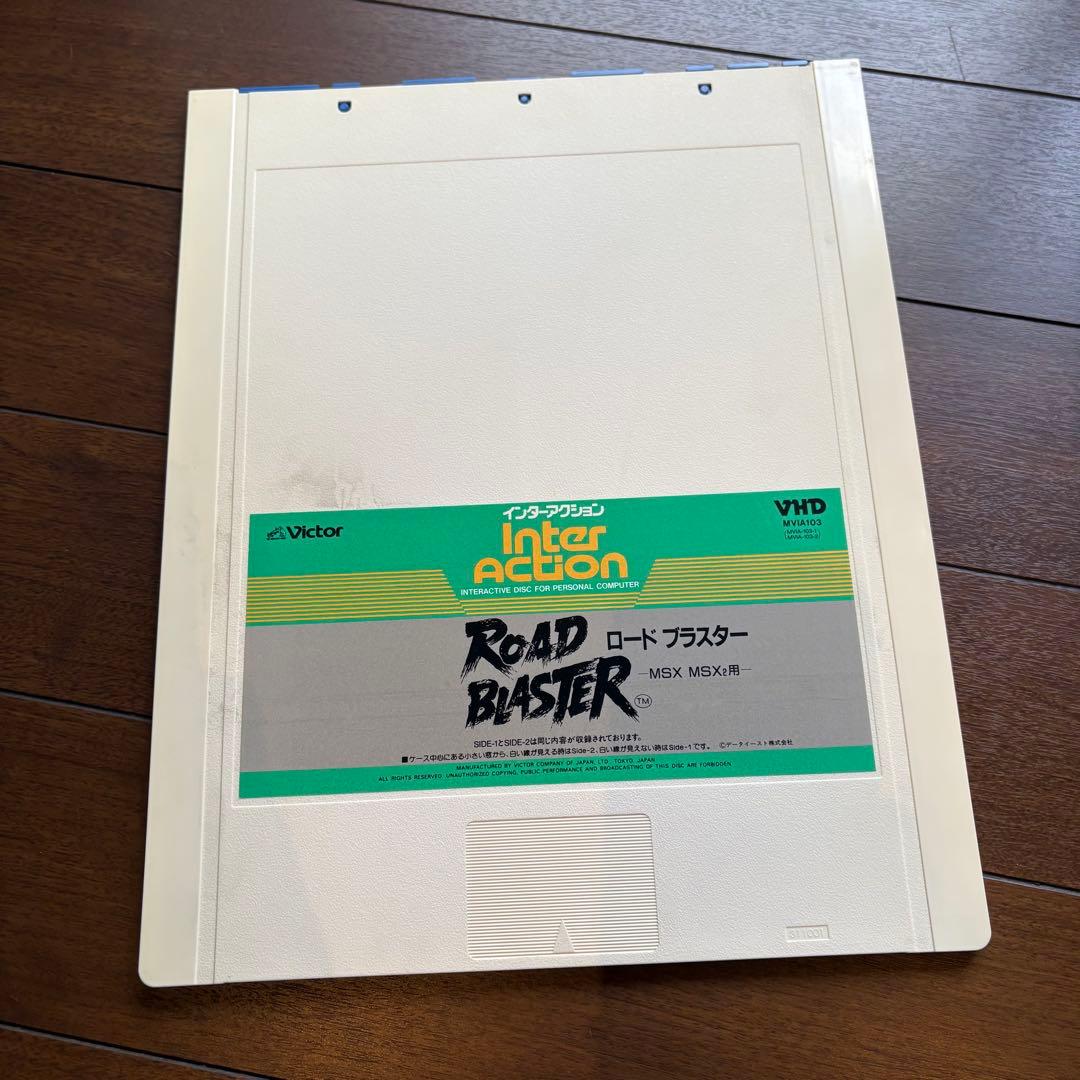 Victor
インターアクション
Inter
Action
INTERACTIVE DISC FOR PERSONAL COMPUTER
VHD
MVIA103
(MVIA-103-1)
(MVIA-103-2)
ROAD
BLASTER TM
ロード ブラスター
—MSX MSX2用—
SIDE-1とSIDE-2は同じ内容が収録されております。
■ケース中心にある小さい窓から、白い線が見える時はSide-2、白い線が見えない時はSide-1です。 ©データイースト株式会社
MANUFACTURED BY VICTOR COMPANY OF JAPAN, LTD., TOKYO, JAPAN
ALL RIGHTS RESERVED. UNAUTHORIZED COPYING, PUBLIC PERFORMANCE AND BROADCASTING OF THIS DISC ARE FORBIDDEN.
311001